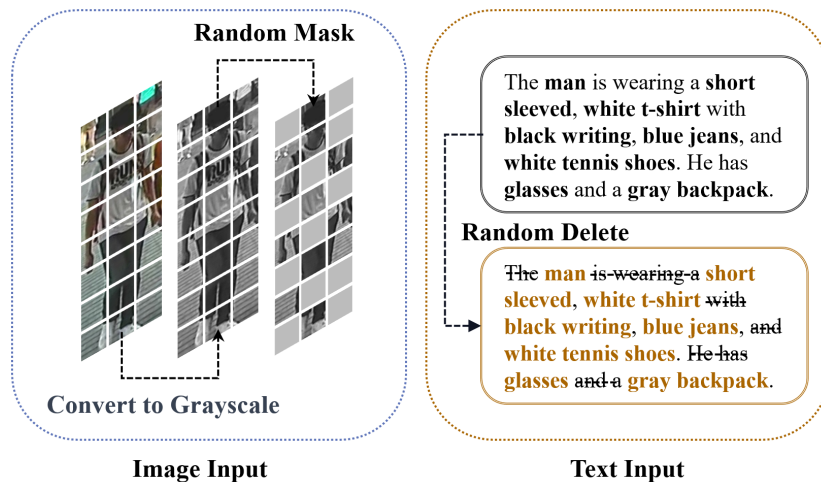 Random Mask
Convert to Grayscale
Image Input
The man is wearing a short
sleeved, white t-shirt with
black writing, blue jeans, and
white tennis shoes. He has
glasses and a gray backpack.
Random Delete
The man is wearing a short
sleeved, white t-shirt with
black writing, blue jeans, and
white tennis shoes. He has
glasses and a gray backpack.
Text Input